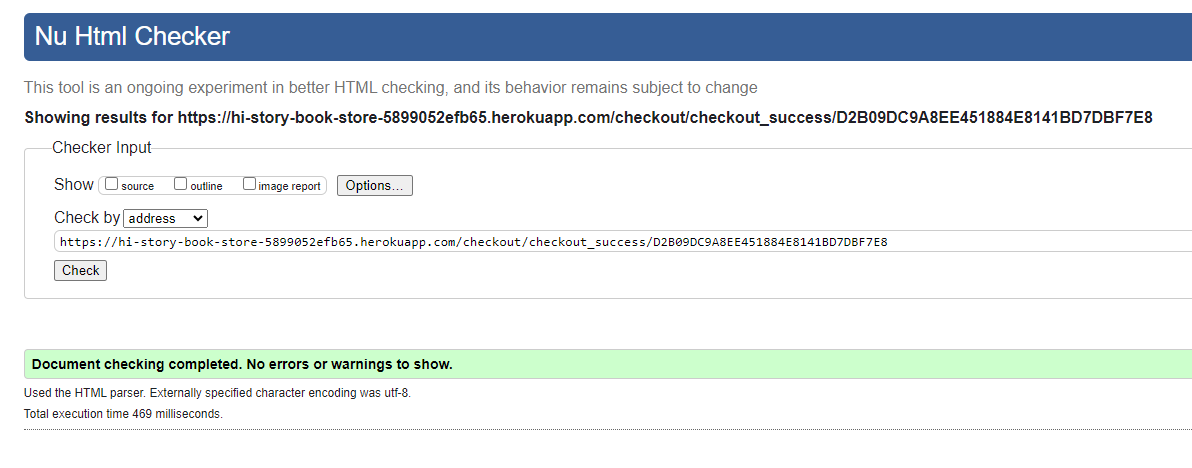 Nu Html Checker
This tool is an ongoing experiment in better HTML checking, and its behavior remains subject to change
Showing results for https://hi-story-book-store-5899052efb65.herokuapp.com/checkout/checkout_success/D2B09DC9A8EE451884E8141BD7DBF7E8
Checker Input
Show source outline image report Options...
Check by address
https://hi-story-book-store-5899052efb65.herokuapp.com/checkout/checkout_success/D2B09DC9A8EE451884E8141BD7DBF7E8
Check
Document checking completed. No errors or warnings to show.
Used the HTML parser. Externally specified character encoding was utf-8.
Total execution time 469 milliseconds.